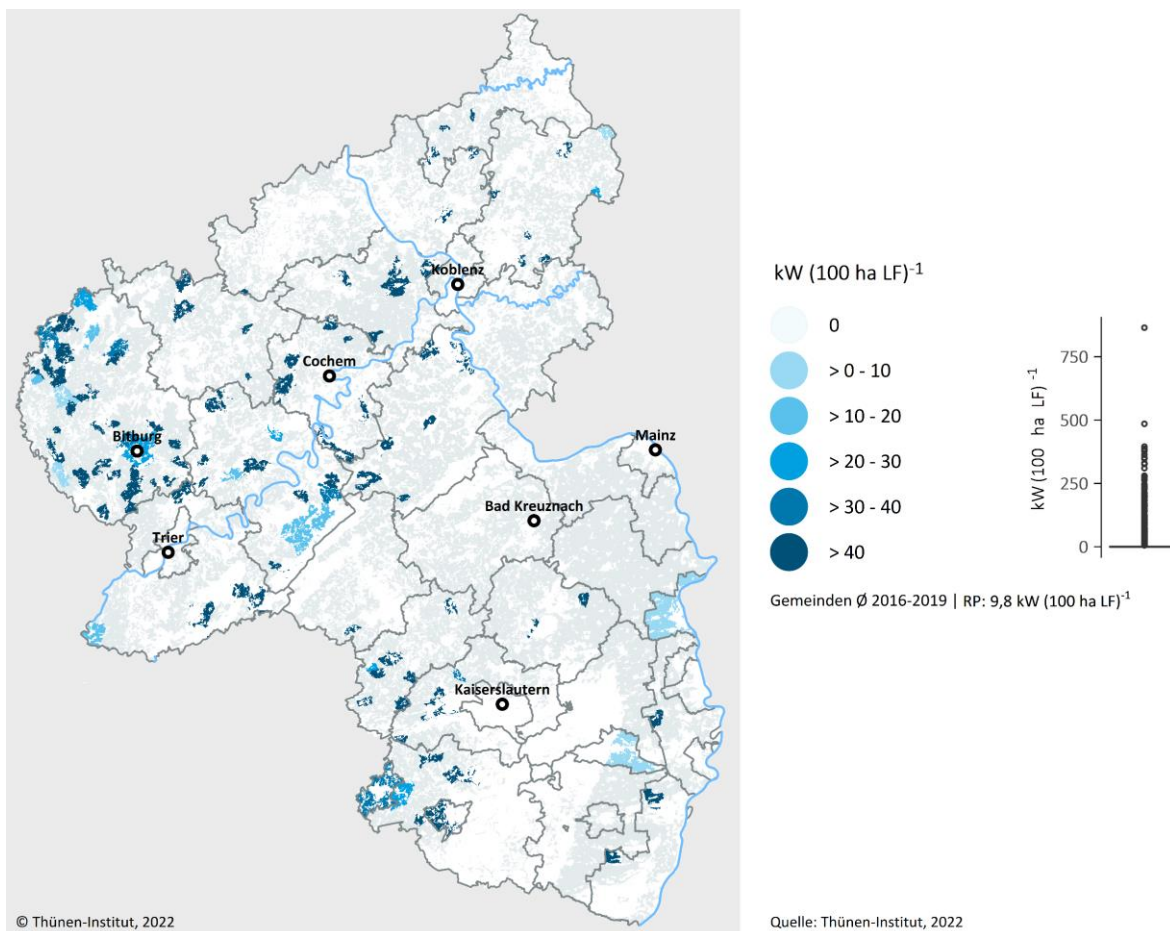 Koblenz
Cochem
Bitburg
Mainz
Bad Kreuznach
Trier
Kaiserslautern
© Thünen-Institut, 2022
kW (100 ha LF)⁻¹
0
> 0 - 10
> 10 - 20
> 20 - 30
> 30 - 40
> 40
kW (100 ha LF) ⁻¹
750
500
250
0
Gemeinden Ø 2016-2019 | RP: 9,8 kW (100 ha LF)⁻¹
Quelle: Thünen-Institut, 2022